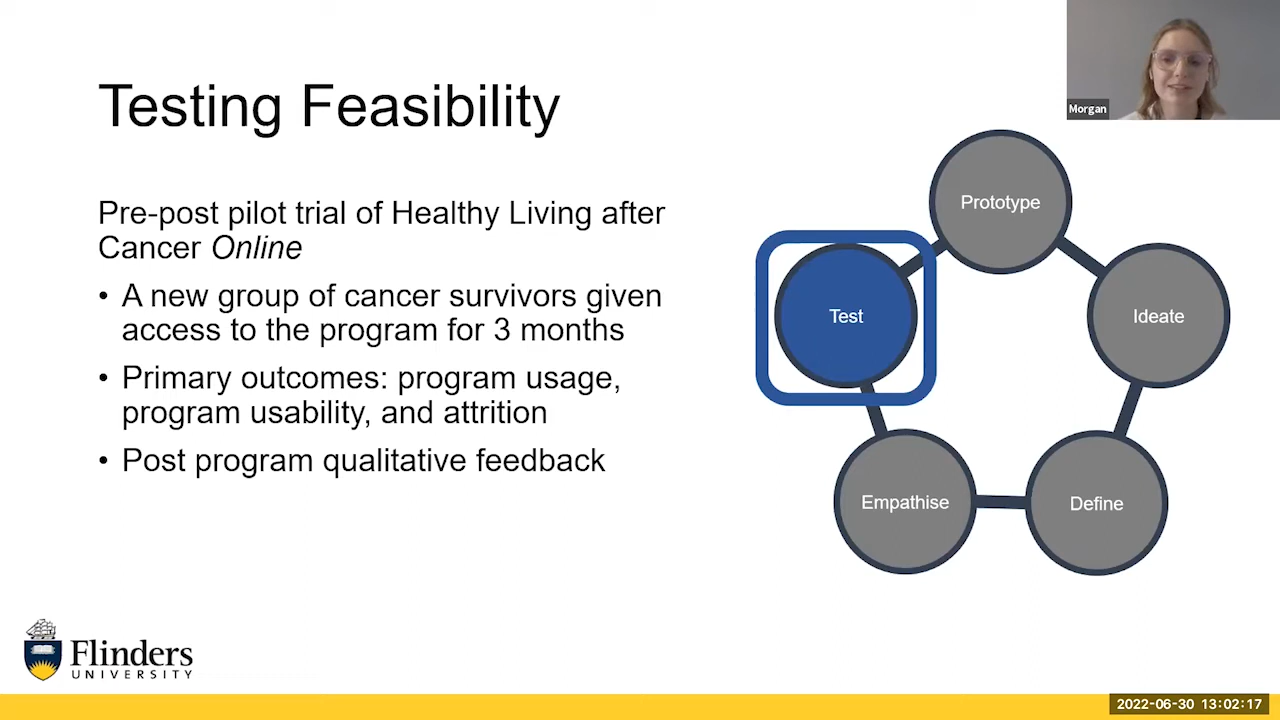 Testing Feasibility
Morgan
Pre-post pilot trial of Healthy Living after
Cancer Online
• A new group of cancer survivors given
access to the program for 3 months
• Primary outcomes: program usage,
program usability, and attrition
• Post program qualitative feedback
Prototype
Test
Ideate
Empathise
Define
Flinders
UNIVERSITY
2022-06-30 13:02:17